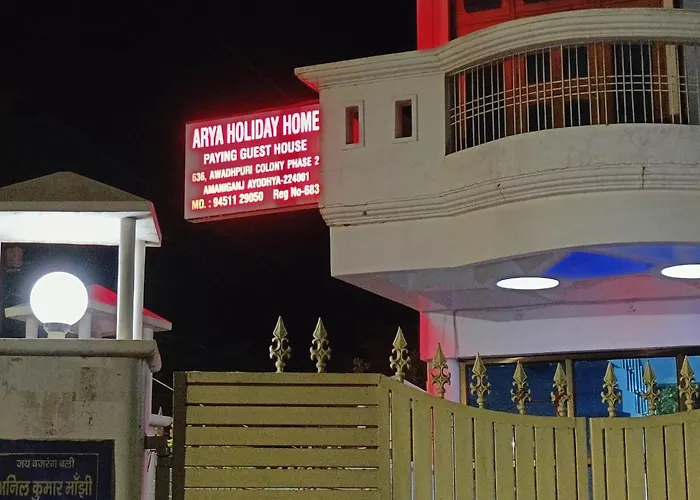 ARYA HOLIDAY HOME
PAYING GUEST HOUSE
636, AWADHPURI COLONY PHASE 2
AMANIGANJ AYODHYA-224001
MO. : 94511 29050 Reg No-683
जय बजरंग बली
अनिल कुमार माँझी